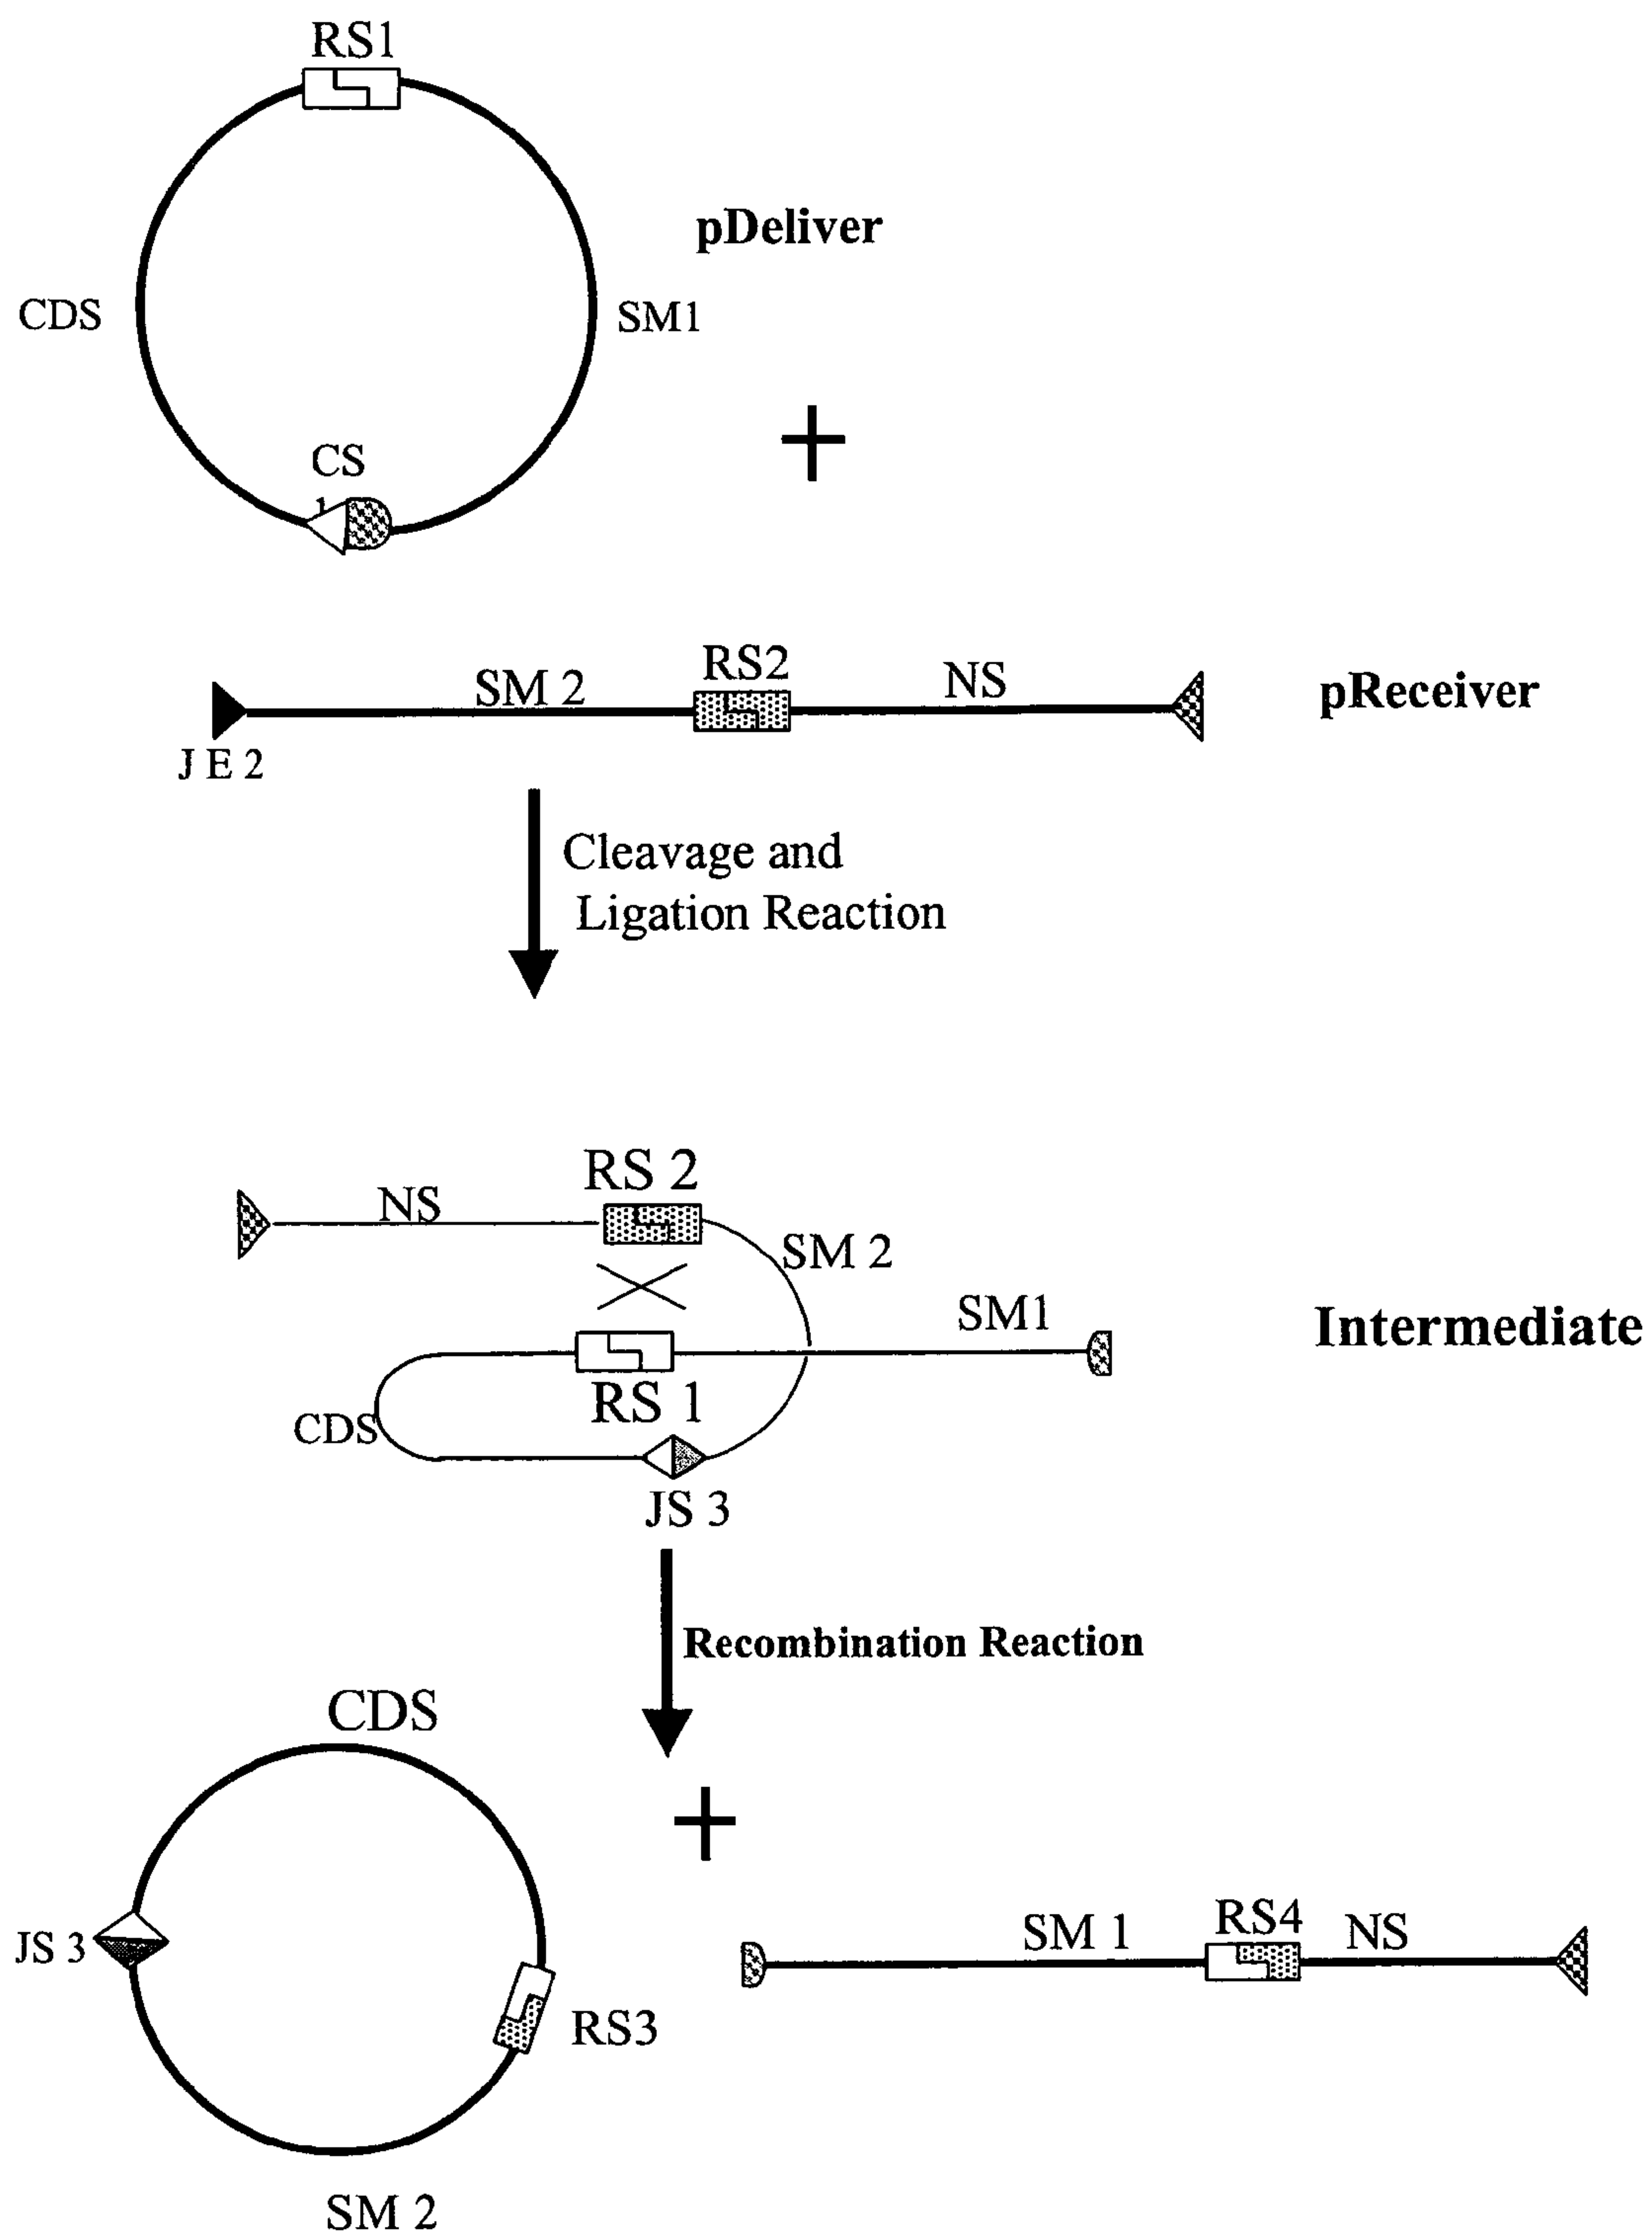 RS1
pDeliver
CDS
SM1
CS
SM 2
RS2
NS
pReceiver
J E 2
Cleavage and
Ligation Reaction
RS 2
NS
SM 2
SM1
Intermediate
RS 1
CDS
JS 3
Recombination Reaction
CDS
SM 1
RS4
NS
JS 3
RS3
SM 2